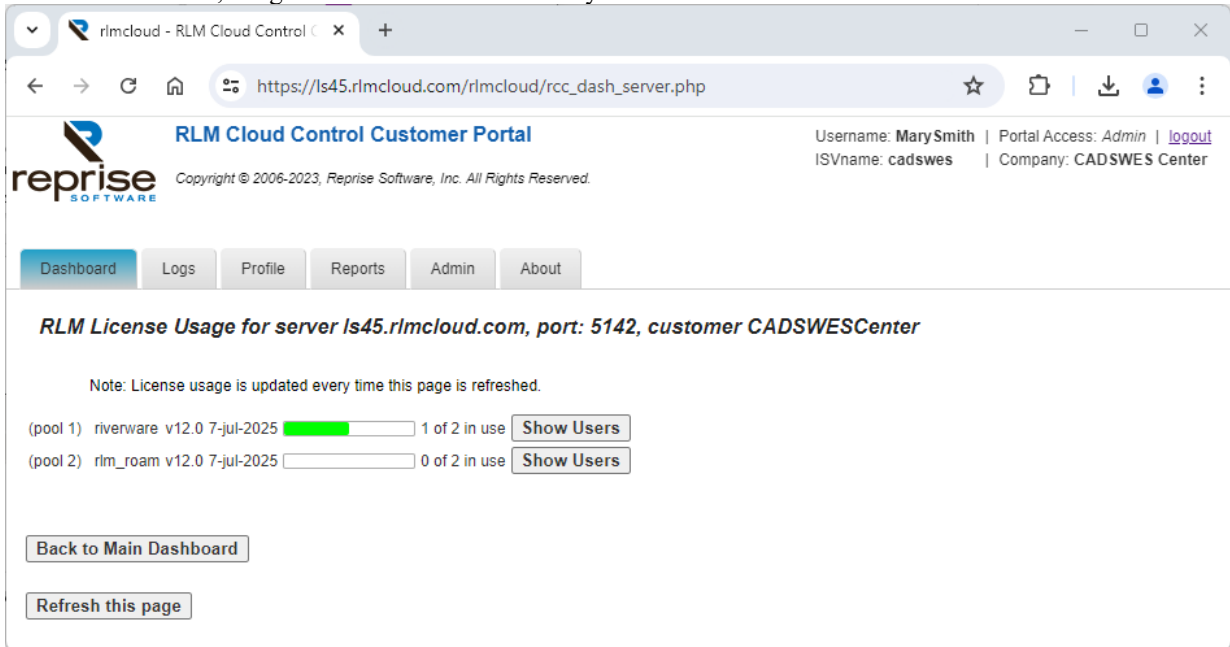 rlmcloud - RLM Cloud Control C
https://ls45.rlmcloud.com/rlmcloud/rcc_dash_server.php
reprise
SOFTWARE
RLM Cloud Control Customer Portal
Copyright © 2006-2023, Reprise Software, Inc. All Rights Reserved.
Username: MarySmith | Portal Access: Admin | logout
ISVname: cadswes | Company: CADSWES Center
Dashboard Logs Profile Reports Admin About
RLM License Usage for server ls45.rlmcloud.com, port: 5142, customer CADSWESCenter
Note: License usage is updated every time this page is refreshed.
(pool 1) riverware v12.0 7-jul-2025 1 of 2 in use Show Users
(pool 2) rlm_roam v12.0 7-jul-2025 0 of 2 in use Show Users
Back to Main Dashboard
Refresh this page